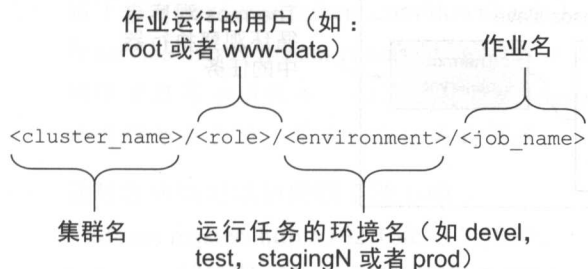 作业运行的用户（如：
root 或者 www-data）
作业名
<cluster_name>/<role>/<environment>/<job_name>
集群名
运行任务的环境名（如 devel，
test，stagingN 或者 prod）